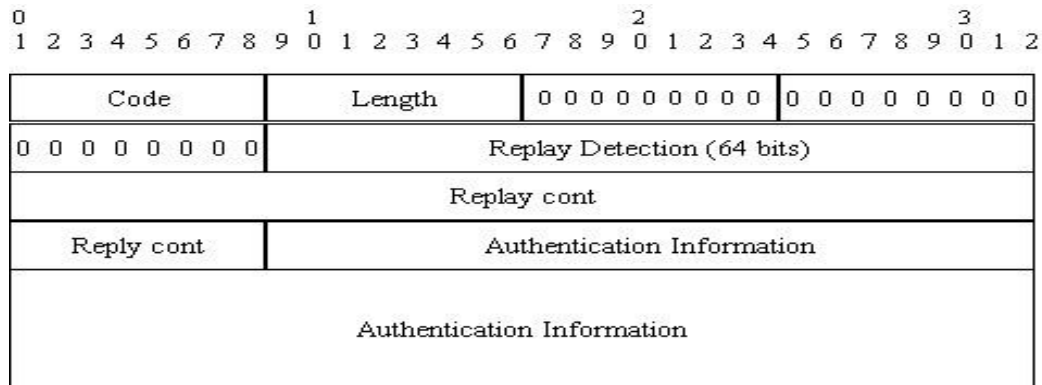 0 1 2 3
1 2 3 4 5 6 7 8 9 0 1 2 3 4 5 6 7 8 9 0 1 2 3 4 5 6 7 8 9 0 1 2
Code Length 0 0 0 0 0 0 0 0 0 0 0 0 0 0 0 0 0
0 0 0 0 0 0 0 0 Replay Detection (64 bits)
Replay cont
Reply cont Authentication Information
Authentication Information